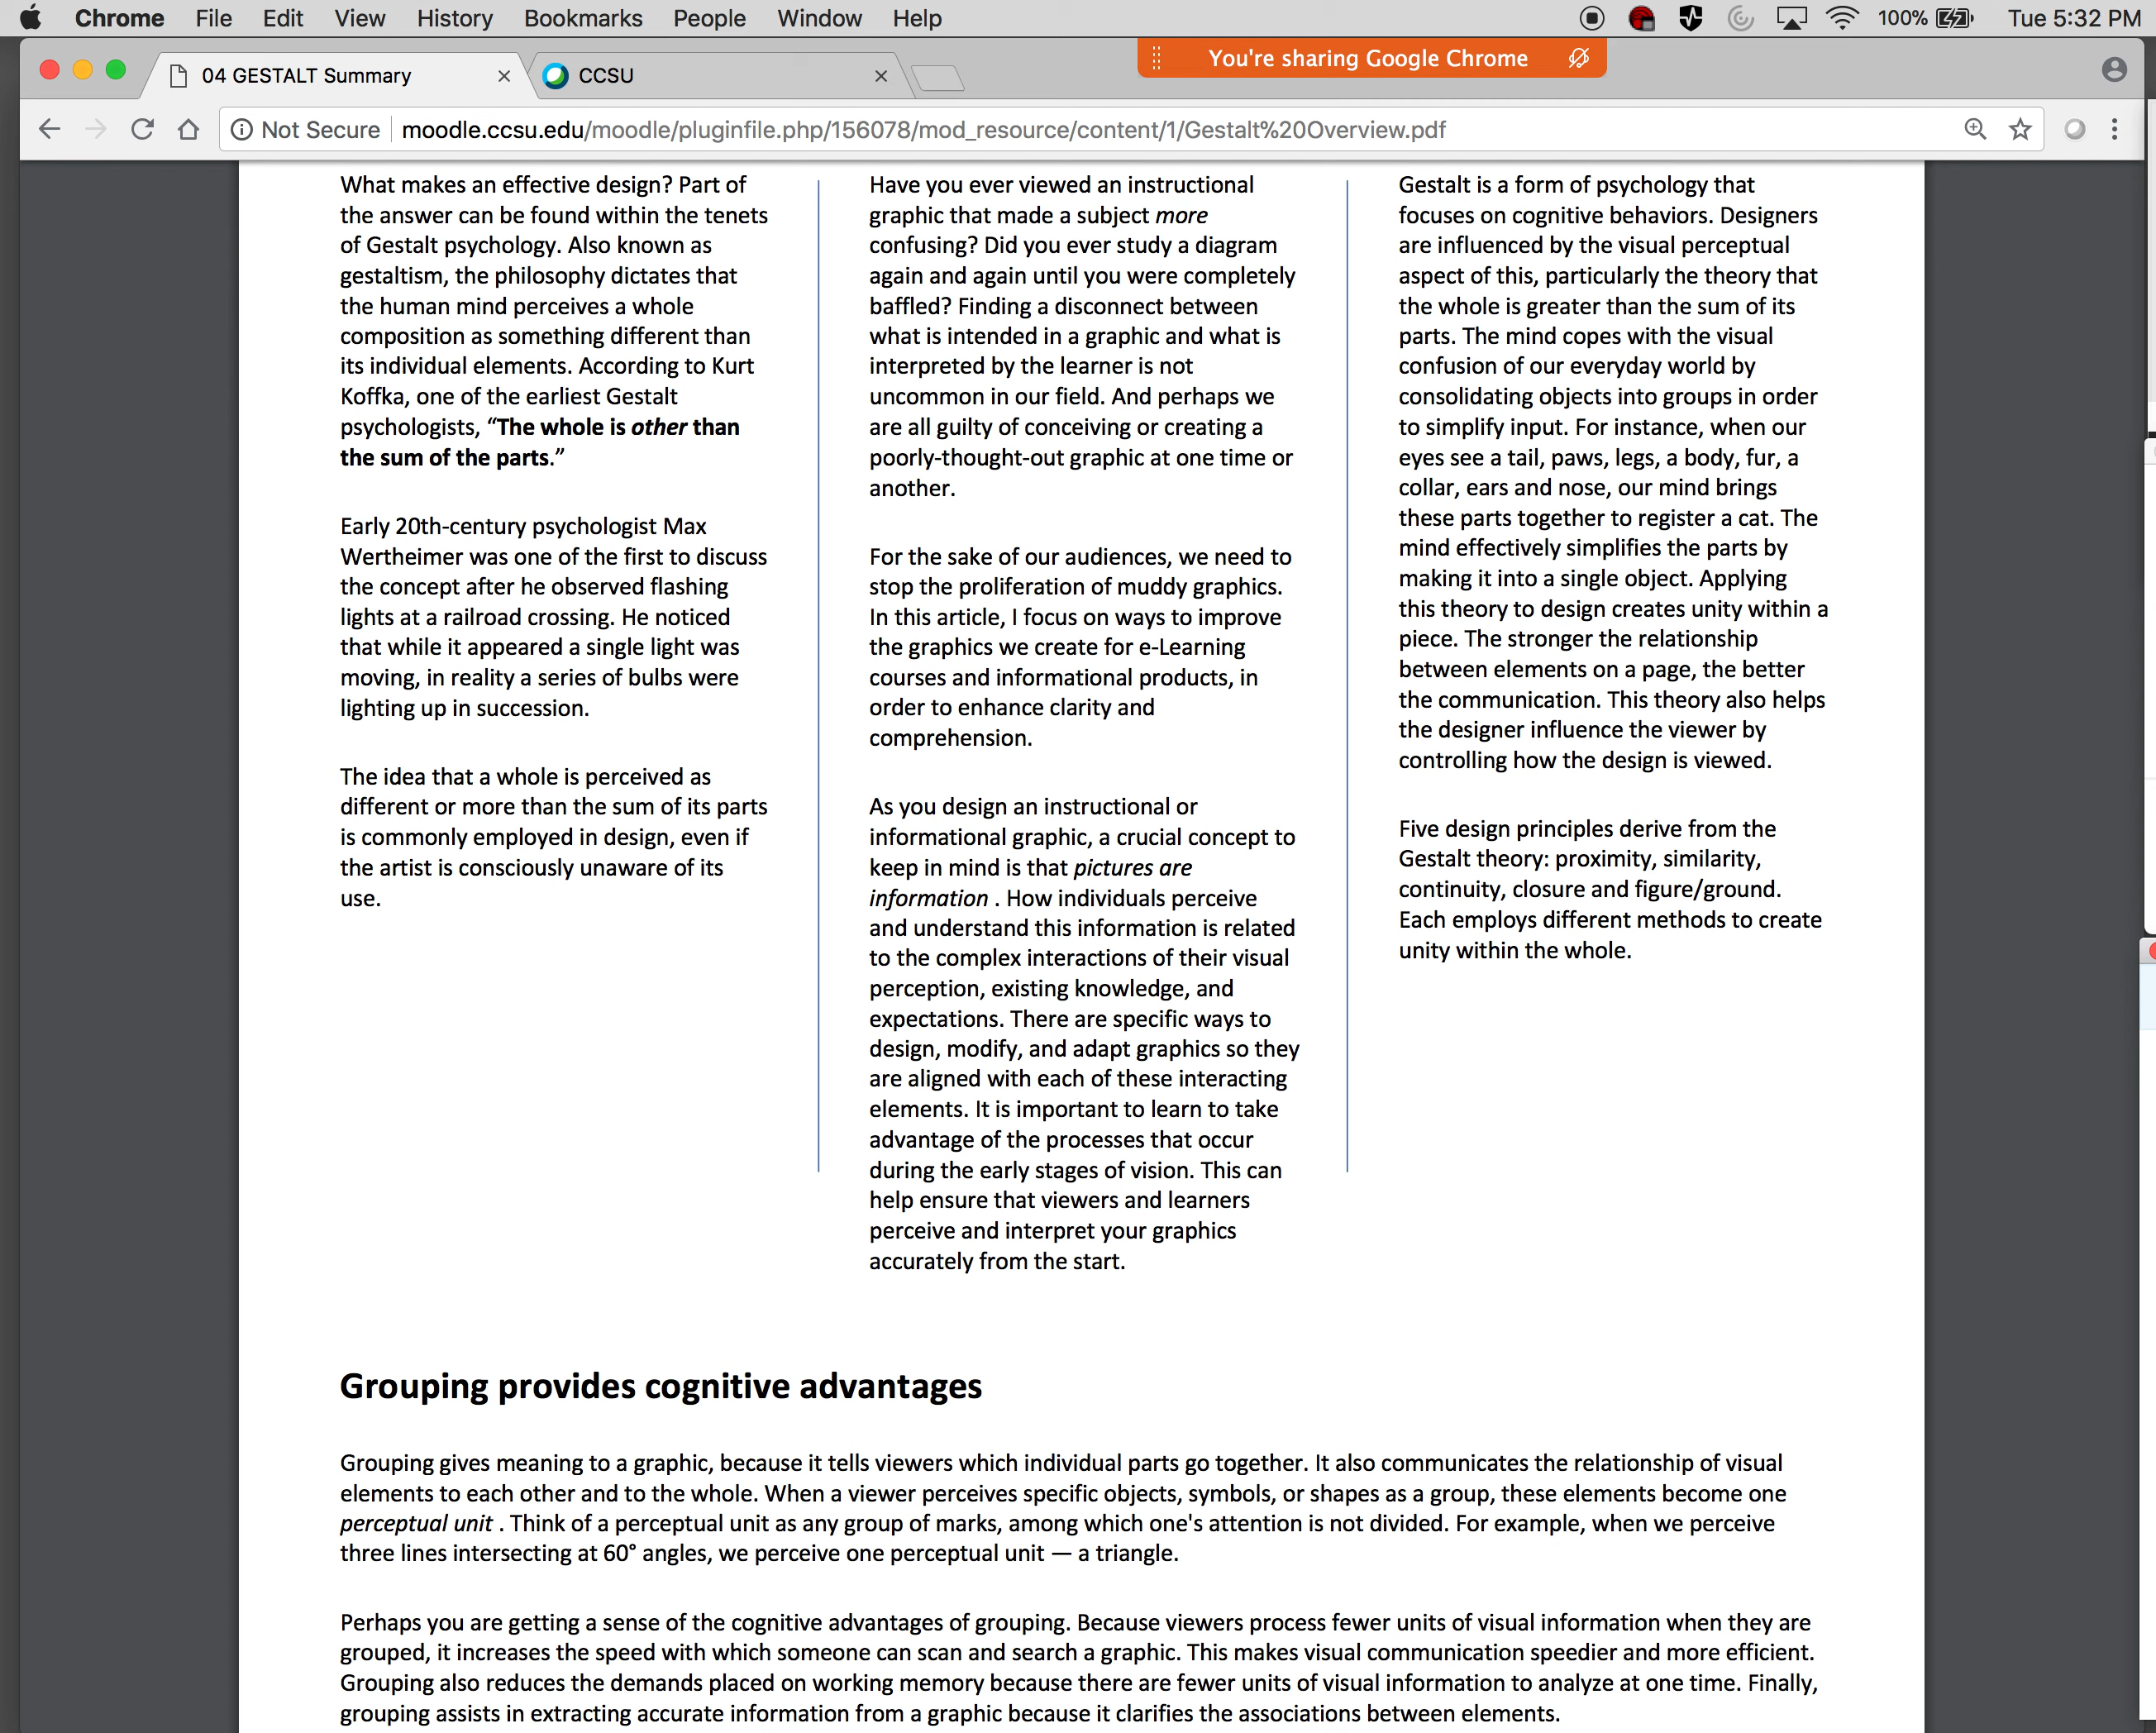 Chrome File Edit View History Bookmarks People Window Help 100% Tue 5:32 PM
You're sharing Google Chrome
04 GESTALT Summary
CCSU
Not Secure moodle.ccsu.edu/moodle/pluginfile.php/156078/mod_resource/content/1/Gestalt%20Overview.pdf
What makes an effective design? Part of
the answer can be found within the tenets
of Gestalt psychology. Also known as
gestaltism, the philosophy dictates that
the human mind perceives a whole
composition as something different than
its individual elements. According to Kurt
Koffka, one of the earliest Gestalt
psychologists, “The whole is other than
the sum of the parts.”
Early 20th-century psychologist Max
Wertheimer was one of the first to discuss
the concept after he observed flashing
lights at a railroad crossing. He noticed
that while it appeared a single light was
moving, in reality a series of bulbs were
lighting up in succession.
The idea that a whole is perceived as
different or more than the sum of its parts
is commonly employed in design, even if
the artist is consciously unaware of its
use.
Have you ever viewed an instructional
graphic that made a subject more
confusing? Did you ever study a diagram
again and again until you were completely
baffled? Finding a disconnect between
what is intended in a graphic and what is
interpreted by the learner is not
uncommon in our field. And perhaps we
are all guilty of conceiving or creating a
poorly-thought-out graphic at one time or
another.
For the sake of our audiences, we need to
stop the proliferation of muddy graphics.
In this article, I focus on ways to improve
the graphics we create for e-Learning
courses and informational products, in
order to enhance clarity and
comprehension.
As you design an instructional or
informational graphic, a crucial concept to
keep in mind is that pictures are
information . How individuals perceive
and understand this information is related
to the complex interactions of their visual
perception, existing knowledge, and
expectations. There are specific ways to
design, modify, and adapt graphics so they
are aligned with each of these interacting
elements. It is important to learn to take
advantage of the processes that occur
during the early stages of vision. This can
help ensure that viewers and learners
perceive and interpret your graphics
accurately from the start.
Gestalt is a form of psychology that
focuses on cognitive behaviors. Designers
are influenced by the visual perceptual
aspect of this, particularly the theory that
the whole is greater than the sum of its
parts. The mind copes with the visual
confusion of our everyday world by
consolidating objects into groups in order
to simplify input. For instance, when our
eyes see a tail, paws, legs, a body, fur, a
collar, ears and nose, our mind brings
these parts together to register a cat. The
mind effectively simplifies the parts by
making it into a single object. Applying
this theory to design creates unity within a
piece. The stronger the relationship
between elements on a page, the better
the communication. This theory also helps
the designer influence the viewer by
controlling how the design is viewed.
Five design principles derive from the
Gestalt theory: proximity, similarity,
continuity, closure and figure/ground.
Each employs different methods to create
unity within the whole.
Grouping provides cognitive advantages
Grouping gives meaning to a graphic, because it tells viewers which individual parts go together. It also communicates the relationship of visual
elements to each other and to the whole. When a viewer perceives specific objects, symbols, or shapes as a group, these elements become one
perceptual unit . Think of a perceptual unit as any group of marks, among which one's attention is not divided. For example, when we perceive
three lines intersecting at 60° angles, we perceive one perceptual unit — a triangle.
Perhaps you are getting a sense of the cognitive advantages of grouping. Because viewers process fewer units of visual information when they are
grouped, it increases the speed with which someone can scan and search a graphic. This makes visual communication speedier and more efficient.
Grouping also reduces the demands placed on working memory because there are fewer units of visual information to analyze at one time. Finally,
grouping assists in extracting accurate information from a graphic because it clarifies the associations between elements.